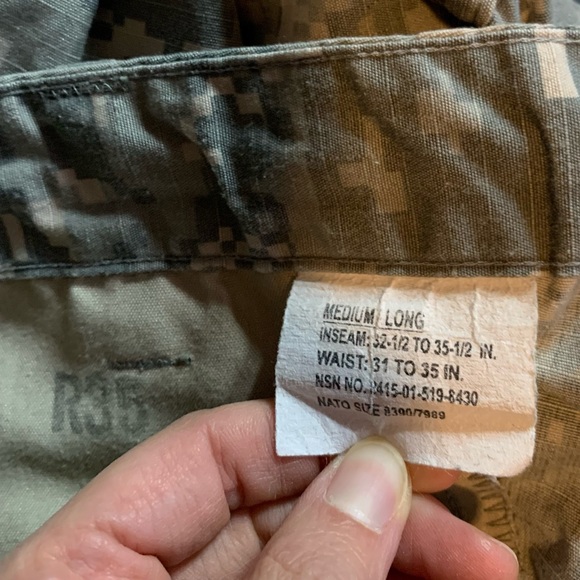 MEDIUM/ LONG
INSEAM: 32-1/2 TO 35-1/2 IN.
WAIST: 31 TO 35 IN.
NSN NO. 8415-01-519-8430
NATO SIZE 8390/7989